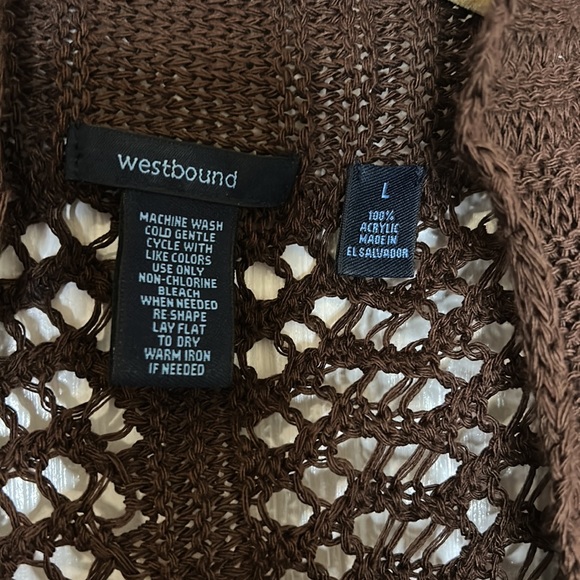 westbound
MACHINE WASH
COLD GENTLE
CYCLE WITH
LIKE COLORS
USE ONLY
NON-CHLORINE
BLEACH
WHEN NEEDED
RE SHAPE
LAY FLAT
TO DRY
WARM IRON
IF NEEDED
L
100%
ACRYLIC
MADE IN
EL SALVADOR